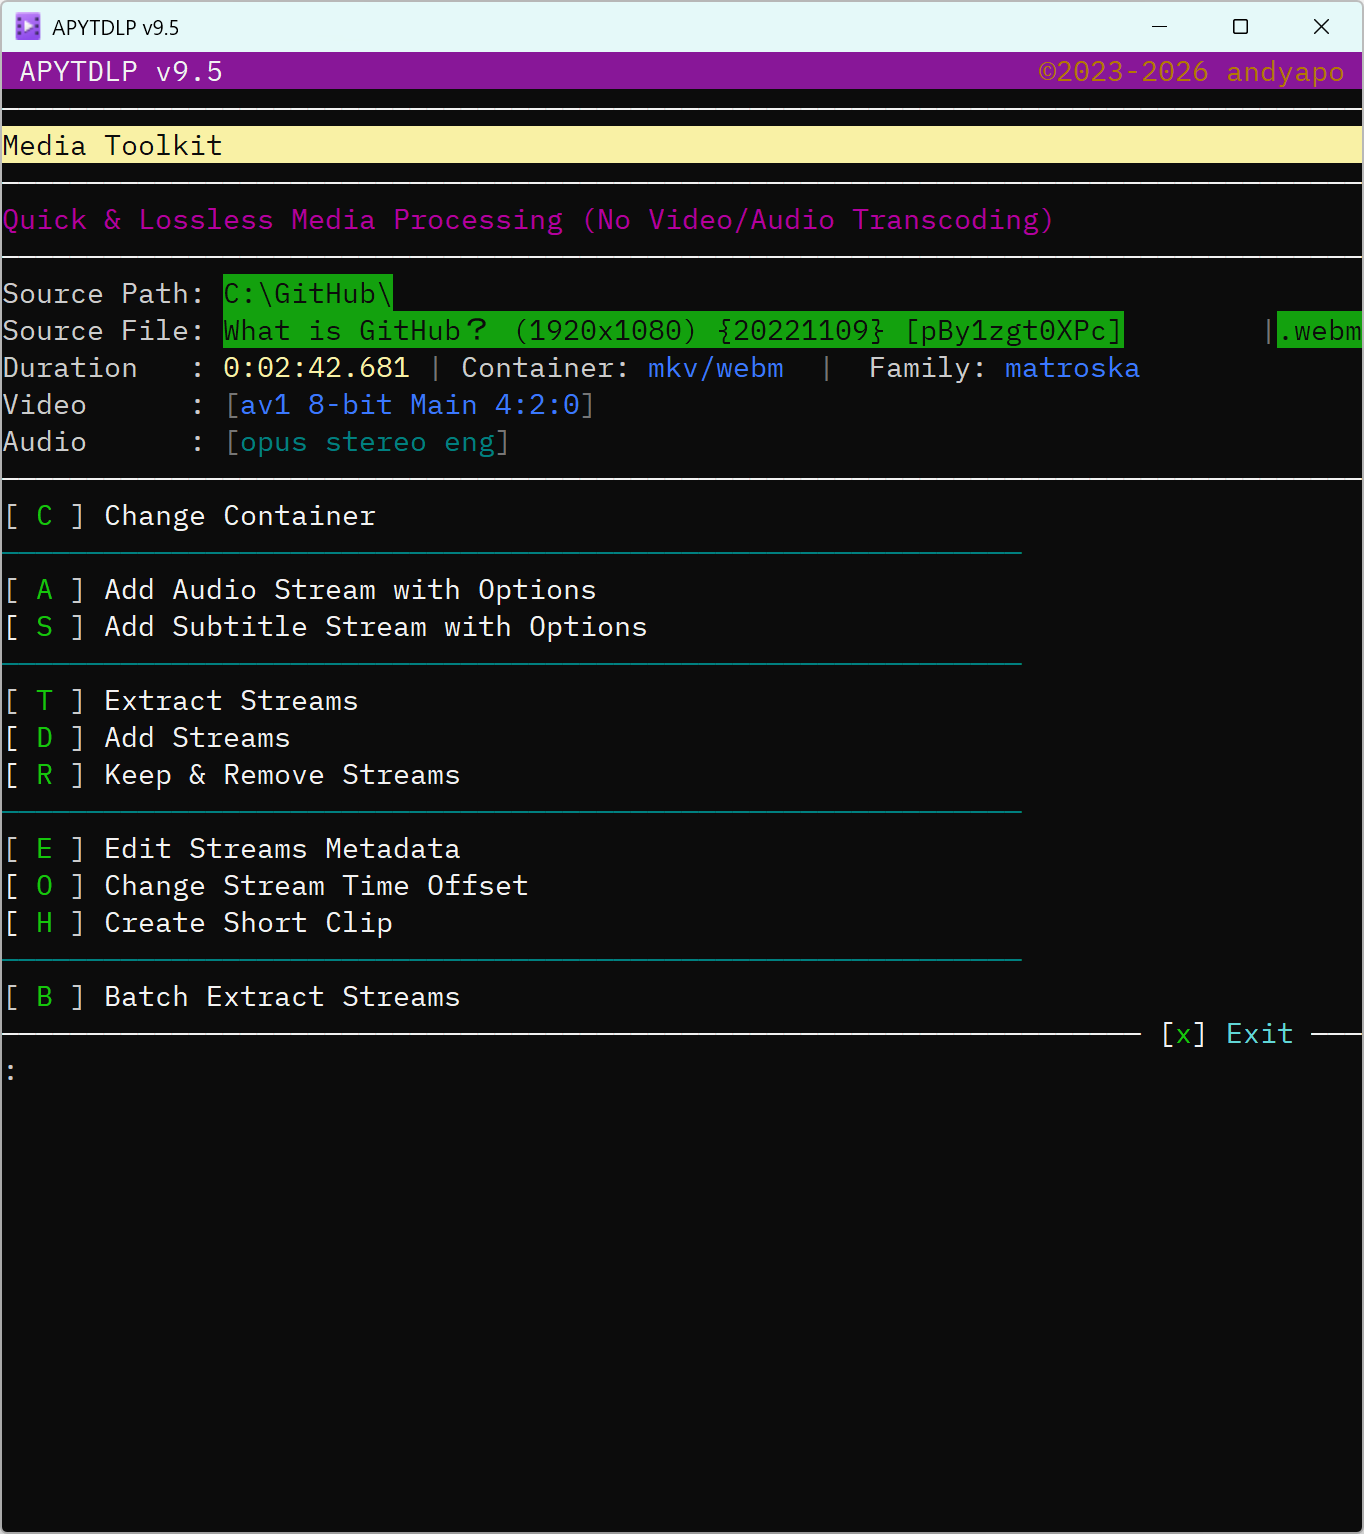 APYTDLP v9.5
APYTDLP v9.5 ©2023-2026 andyapo
Media Toolkit
Quick & Lossless Media Processing (No Video/Audio Transcoding)
Source Path: C:\GitHub\
Source File: What is GitHub？ (1920x1080) {20221109} [pBy1zgt0XPc] |.webm
Duration : 0:02:42.681 | Container: mkv/webm | Family: matroska
Video : [av1 8-bit Main 4:2:0]
Audio : [opus stereo eng]
[ C ] Change Container
[ A ] Add Audio Stream with Options
[ S ] Add Subtitle Stream with Options
[ T ] Extract Streams
[ D ] Add Streams
[ R ] Keep & Remove Streams
[ E ] Edit Streams Metadata
[ O ] Change Stream Time Offset
[ H ] Create Short Clip
[ B ] Batch Extract Streams
[x] Exit
: